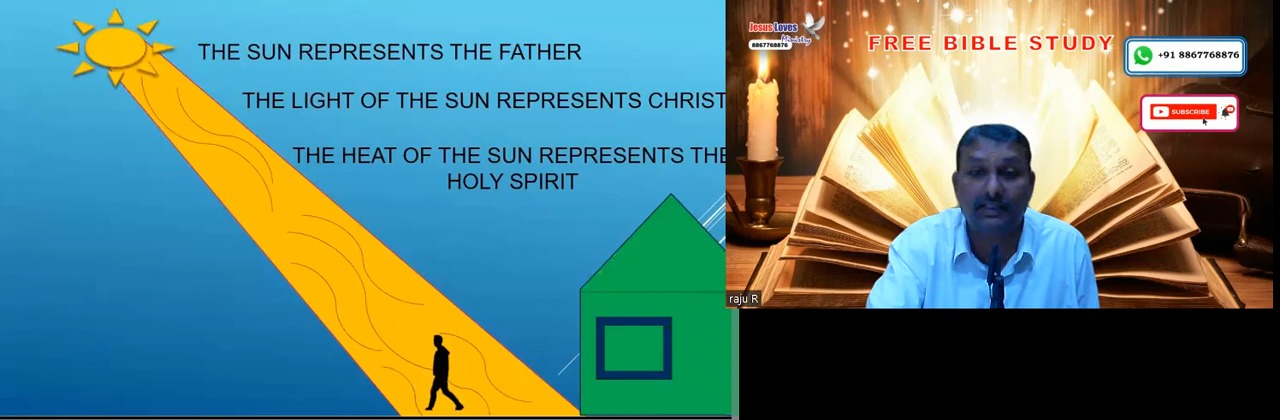 THE SUN REPRESENTS THE FATHER
THE LIGHT OF THE SUN REPRESENTS CHRIST
THE HEAT OF THE SUN REPRESENTS THE
HOLY SPIRIT
Jesus Loves
Ministry
8867768876
FREE BIBLE STUDY
+91 8867768876
SUBSCRIBE
raju R